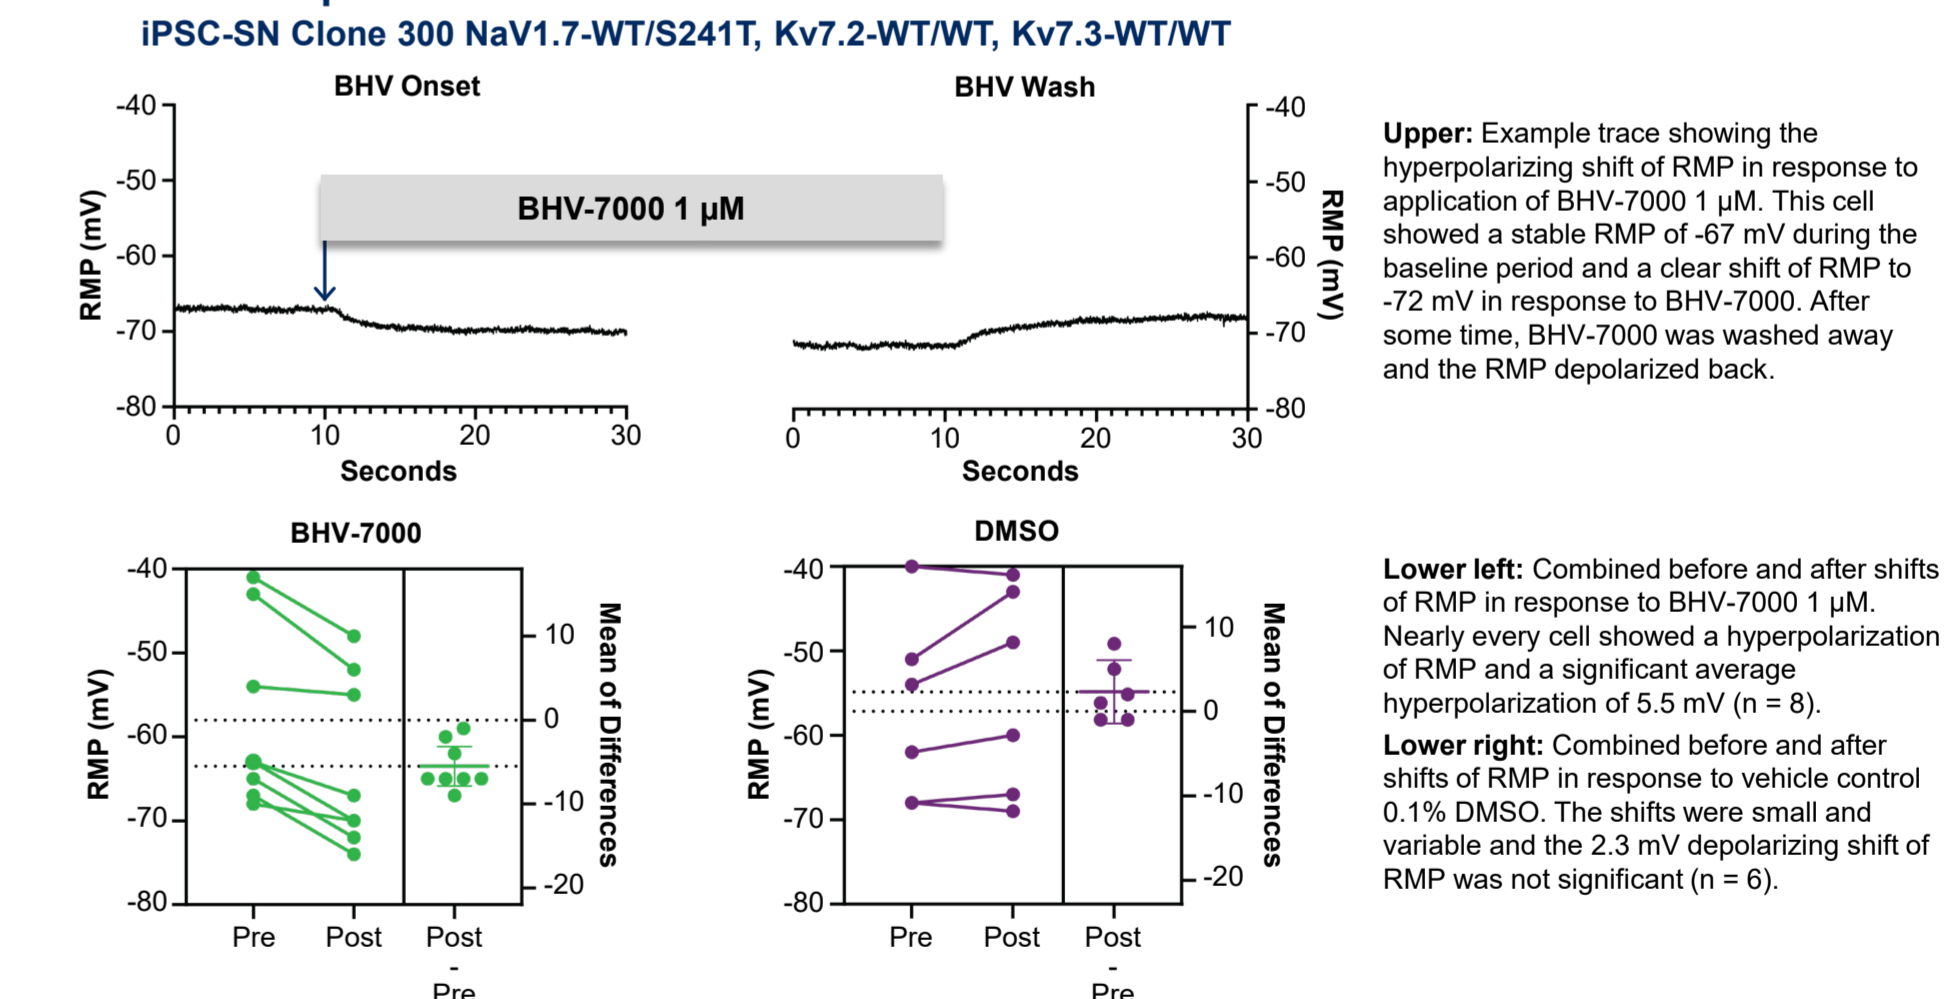 iPSC-SN Clone 300 NaV1.7-WT/S241T, Kv7.2-WT/WT, Kv7.3-WT/WT
BHV Onset
-40
-50
-60
-70
-80
RMP (mV)
0 10 20 30
Seconds
BHV-7000 1 µM
BHV Wash
-40
-50
-60
-70
-80
RMP (mV)
0 10 20 30
Seconds
Upper: Example trace showing the
hyperpolarizing shift of RMP in response to
application of BHV-7000 1 µM. This cell
showed a stable RMP of -67 mV during the
baseline period and a clear shift of RMP to
-72 mV in response to BHV-7000. After
some time, BHV-7000 was washed away
and the RMP depolarized back.
BHV-7000
-40
-50
-60
-70
-80
RMP (mV)
10
0
-10
-20
Mean of Differences
Pre Post Post
-
Pre
DMSO
-40
-50
-60
-70
-80
RMP (mV)
10
0
-10
-20
Mean of Differences
Pre Post Post
-
Pre
Lower left: Combined before and after shifts
of RMP in response to BHV-7000 1 µM.
Nearly every cell showed a hyperpolarization
of RMP and a significant average
hyperpolarization of 5.5 mV (n = 8).
Lower right: Combined before and after
shifts of RMP in response to vehicle control
0.1% DMSO. The shifts were small and
variable and the 2.3 mV depolarizing shift of
RMP was not significant (n = 6).